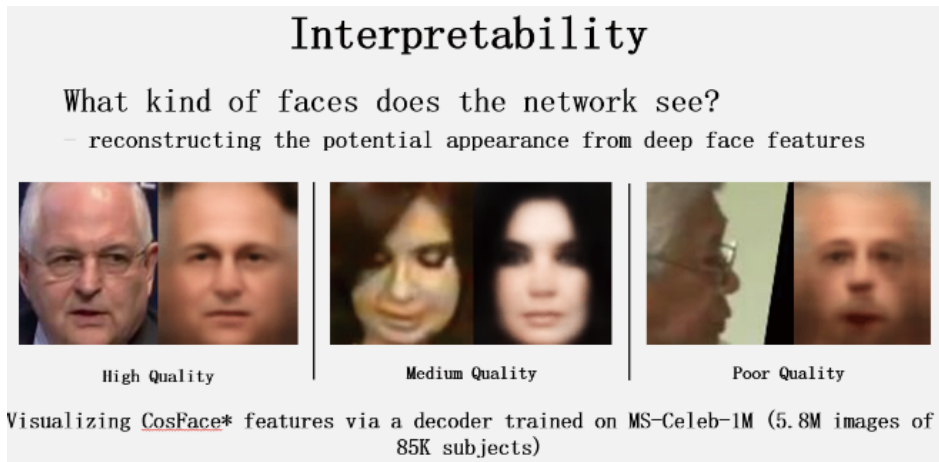 Interpretability
What kind of faces does the network see?
– reconstructing the potential appearance from deep face features
High Quality
Medium Quality
Poor Quality
Visualizing CosFace* features via a decoder trained on MS-Celeb-1M (5.8M images of
85K subjects)